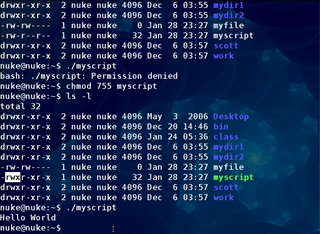 drwxr-xr-x 2 nuke nuke 4096 Dec 6 03:55 mydir1
drwxr-xr-x 2 nuke nuke 4096 Dec 6 03:55 mydir2
-rw-rw---- 1 nuke nuke 0 Jan 28 23:27 myfile
-rw-r--r-- 1 nuke nuke 32 Jan 28 23:27 myscript
drwxr-xr-x 2 nuke nuke 4096 Dec 6 03:57 scott
drwxr-xr-x 2 nuke nuke 4096 Dec 6 03:57 work
nuke@nuke:~$ ./myscript
bash: ./myscript: Permission denied
nuke@nuke:~$ chmod 755 myscript
nuke@nuke:~$ ls -l
total 32
drwxr-xr-x 2 nuke nuke 4096 May 3 2006 Desktop
drwxr-xr-x 2 nuke nuke 4096 Dec 20 14:46 bin
drwxr-xr-x 2 nuke nuke 4096 Jan 24 05:36 class
drwxr-xr-x 2 nuke nuke 4096 Dec 6 03:55 mydir1
drwxr-xr-x 2 nuke nuke 4096 Dec 6 03:55 mydir2
-rw-rw---- 1 nuke nuke 0 Jan 28 23:27 myfile
-rwxr-xr-x 1 nuke nuke 32 Jan 28 23:27 myscript
drwxr-xr-x 2 nuke nuke 4096 Dec 6 03:57 scott
drwxr-xr-x 2 nuke nuke 4096 Dec 6 03:57 work
nuke@nuke:~$ ./myscript
Hello World
nuke@nuke:~$